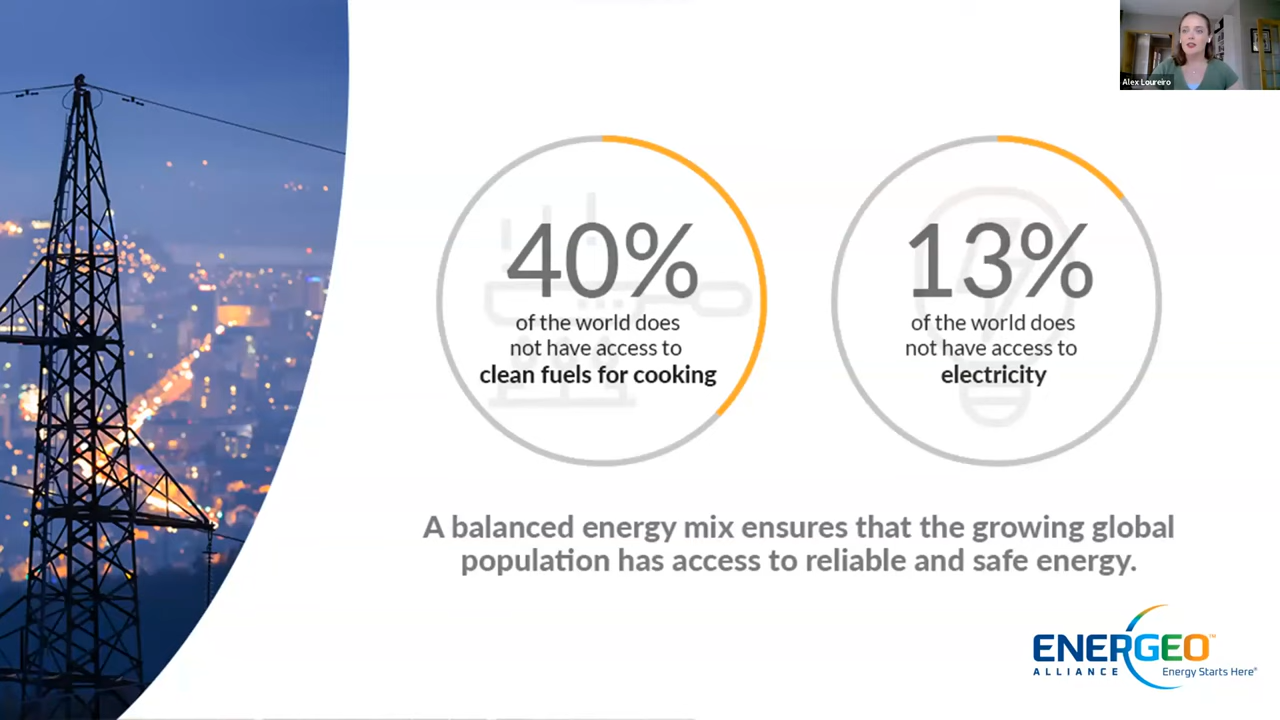 Alex Loureiro
40%
of the world does
not have access to
clean fuels for cooking
13%
of the world does
not have access to
electricity
A balanced energy mix ensures that the growing global
population has access to reliable and safe energy.
ENERGEO™
ALLIANCE
Energy Starts Here®